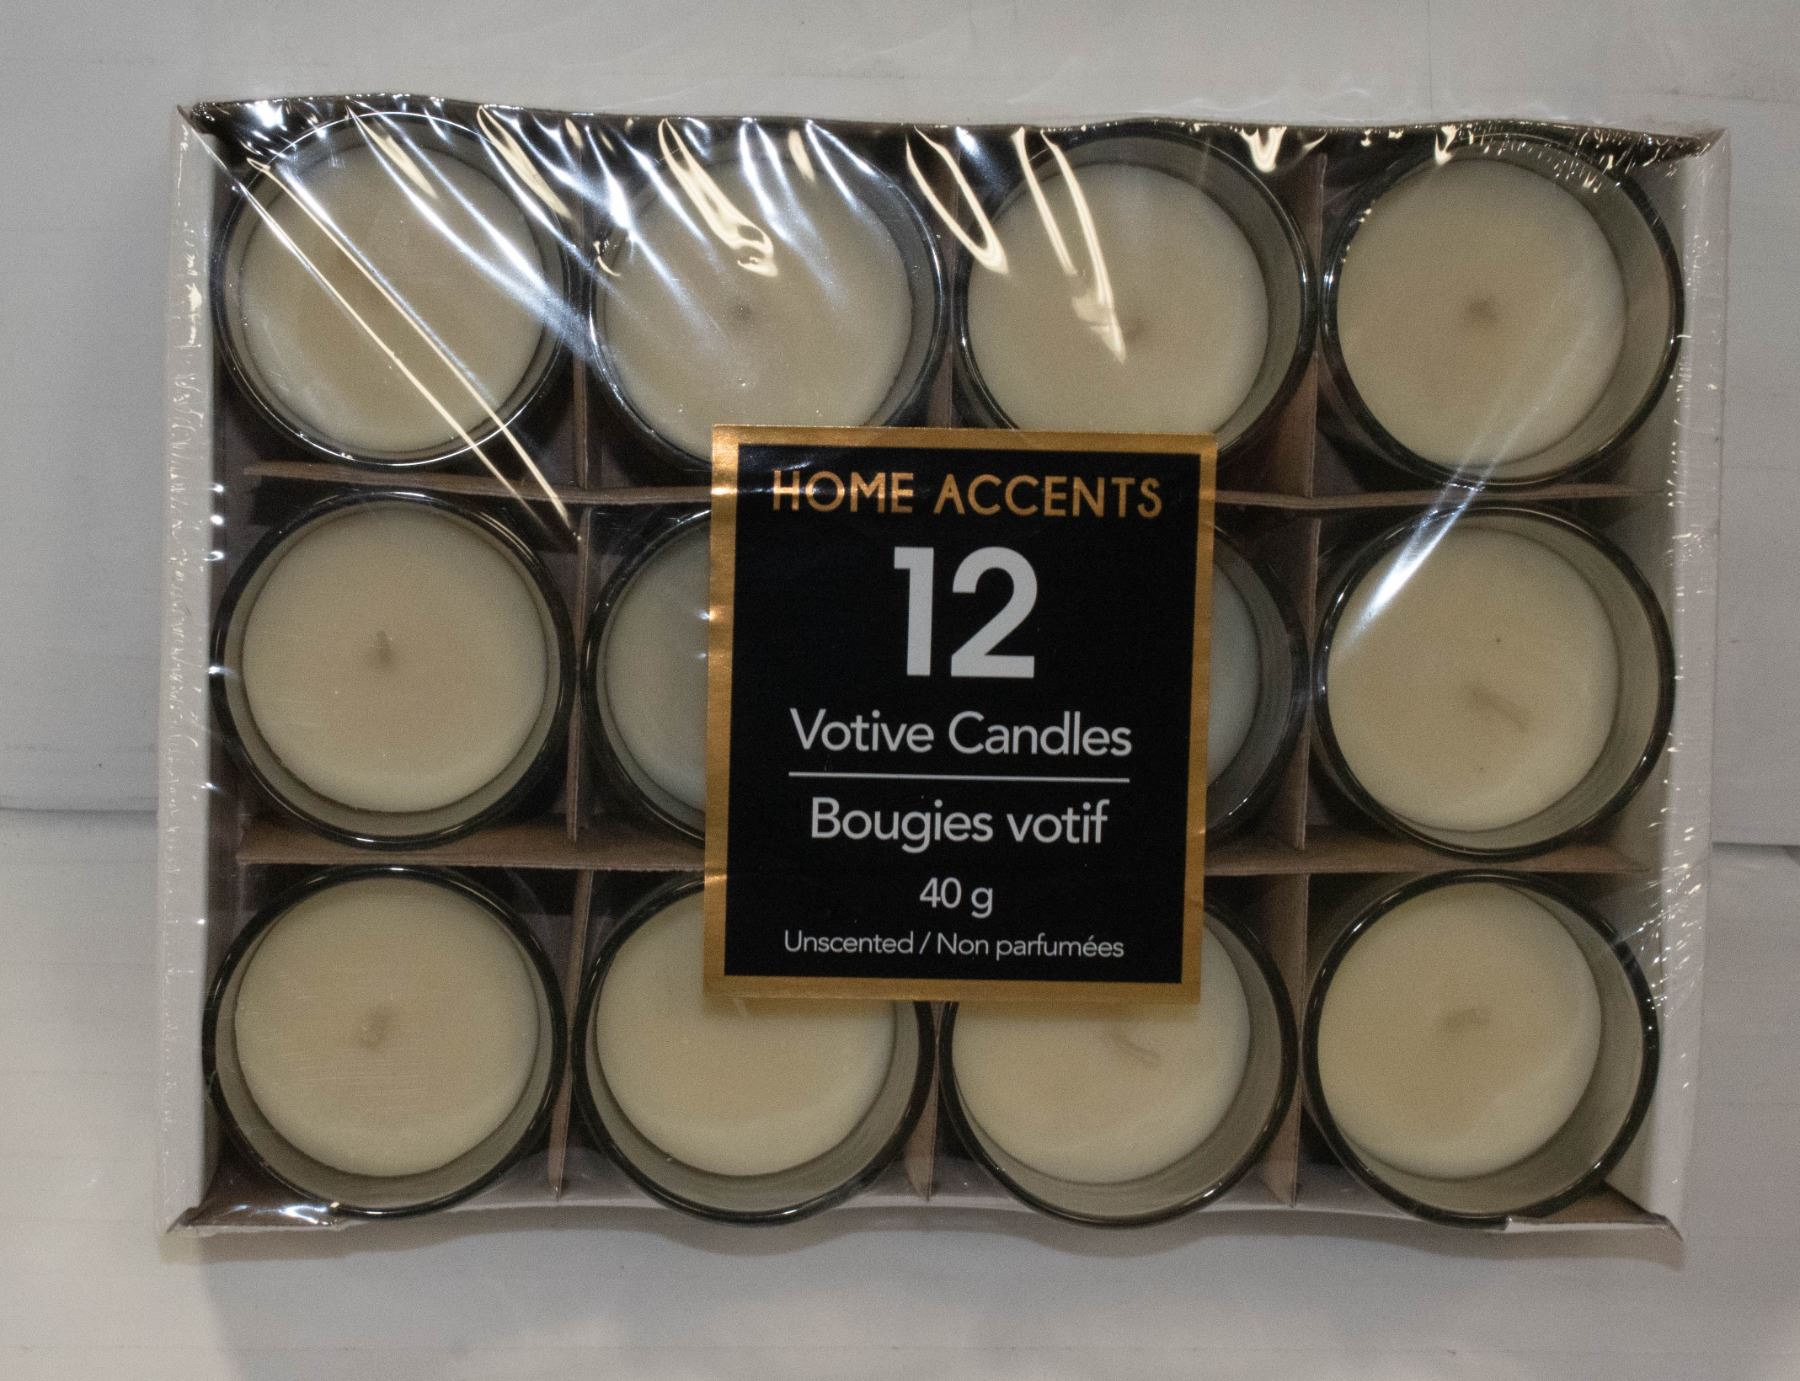 HOME ACCENTS
12
Votive Candles
Bougies votif
40 g
Unscented / Non parfumées